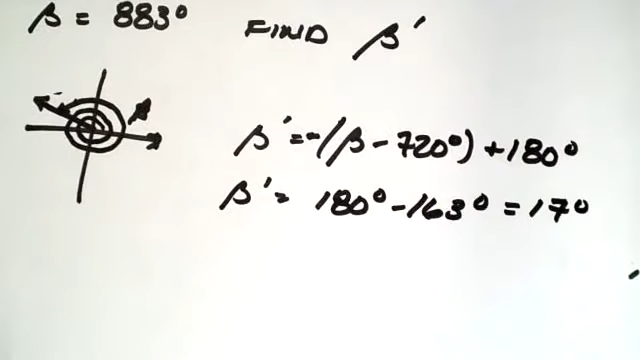 β = 883°
FIND β'
β' = -(β - 720°) + 180°
β' = 180° - 163° = 17°